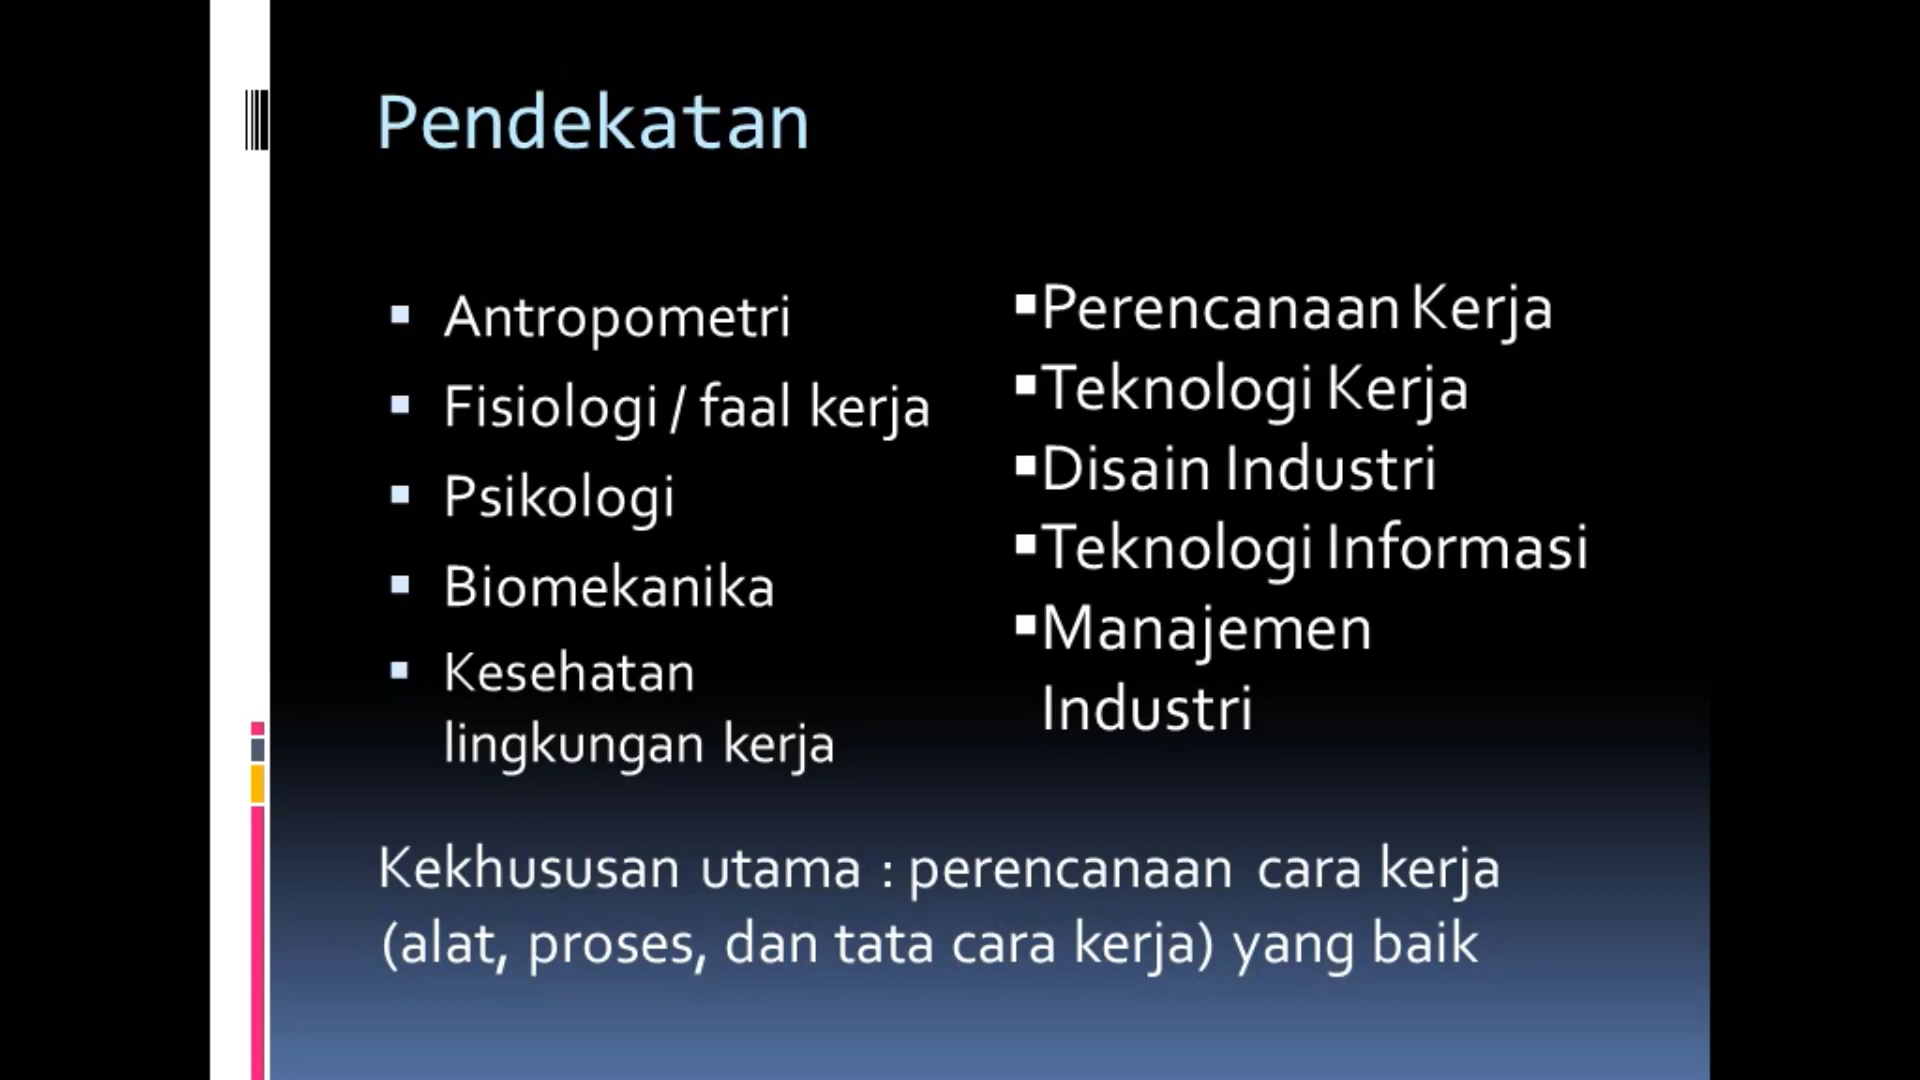 Pendekatan
Antropometri
Fisiologi / faal kerja
Psikologi
Biomekanika
Kesehatan
lingkungan kerja
Perencanaan Kerja
Teknologi Kerja
Disain Industri
Teknologi Informasi
Manajemen
Industri
Kekhususan utama : perencanaan cara kerja
(alat, proses, dan tata cara kerja) yang baik